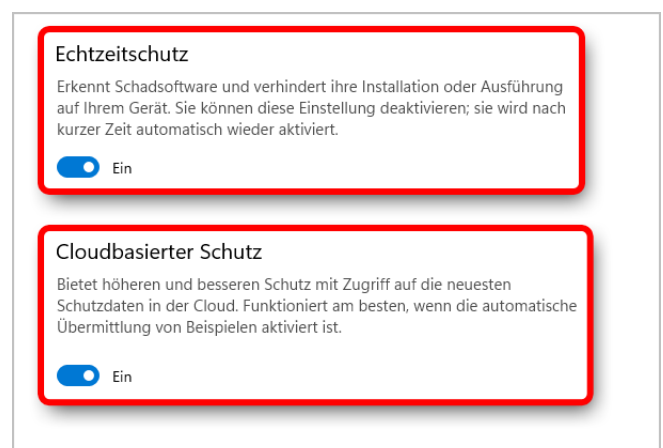 Echtzeitschutz
Erkennt Schadsoftware und verhindert ihre Installation oder Ausführung
auf Ihrem Gerät. Sie können diese Einstellung deaktivieren; sie wird nach
kurzer Zeit automatisch wieder aktiviert.
Ein
Cloudbasierter Schutz
Bietet höheren und besseren Schutz mit Zugriff auf die neuesten
Schutzdaten in der Cloud. Funktioniert am besten, wenn die automatische
Übermittlung von Beispielen aktiviert ist.
Ein